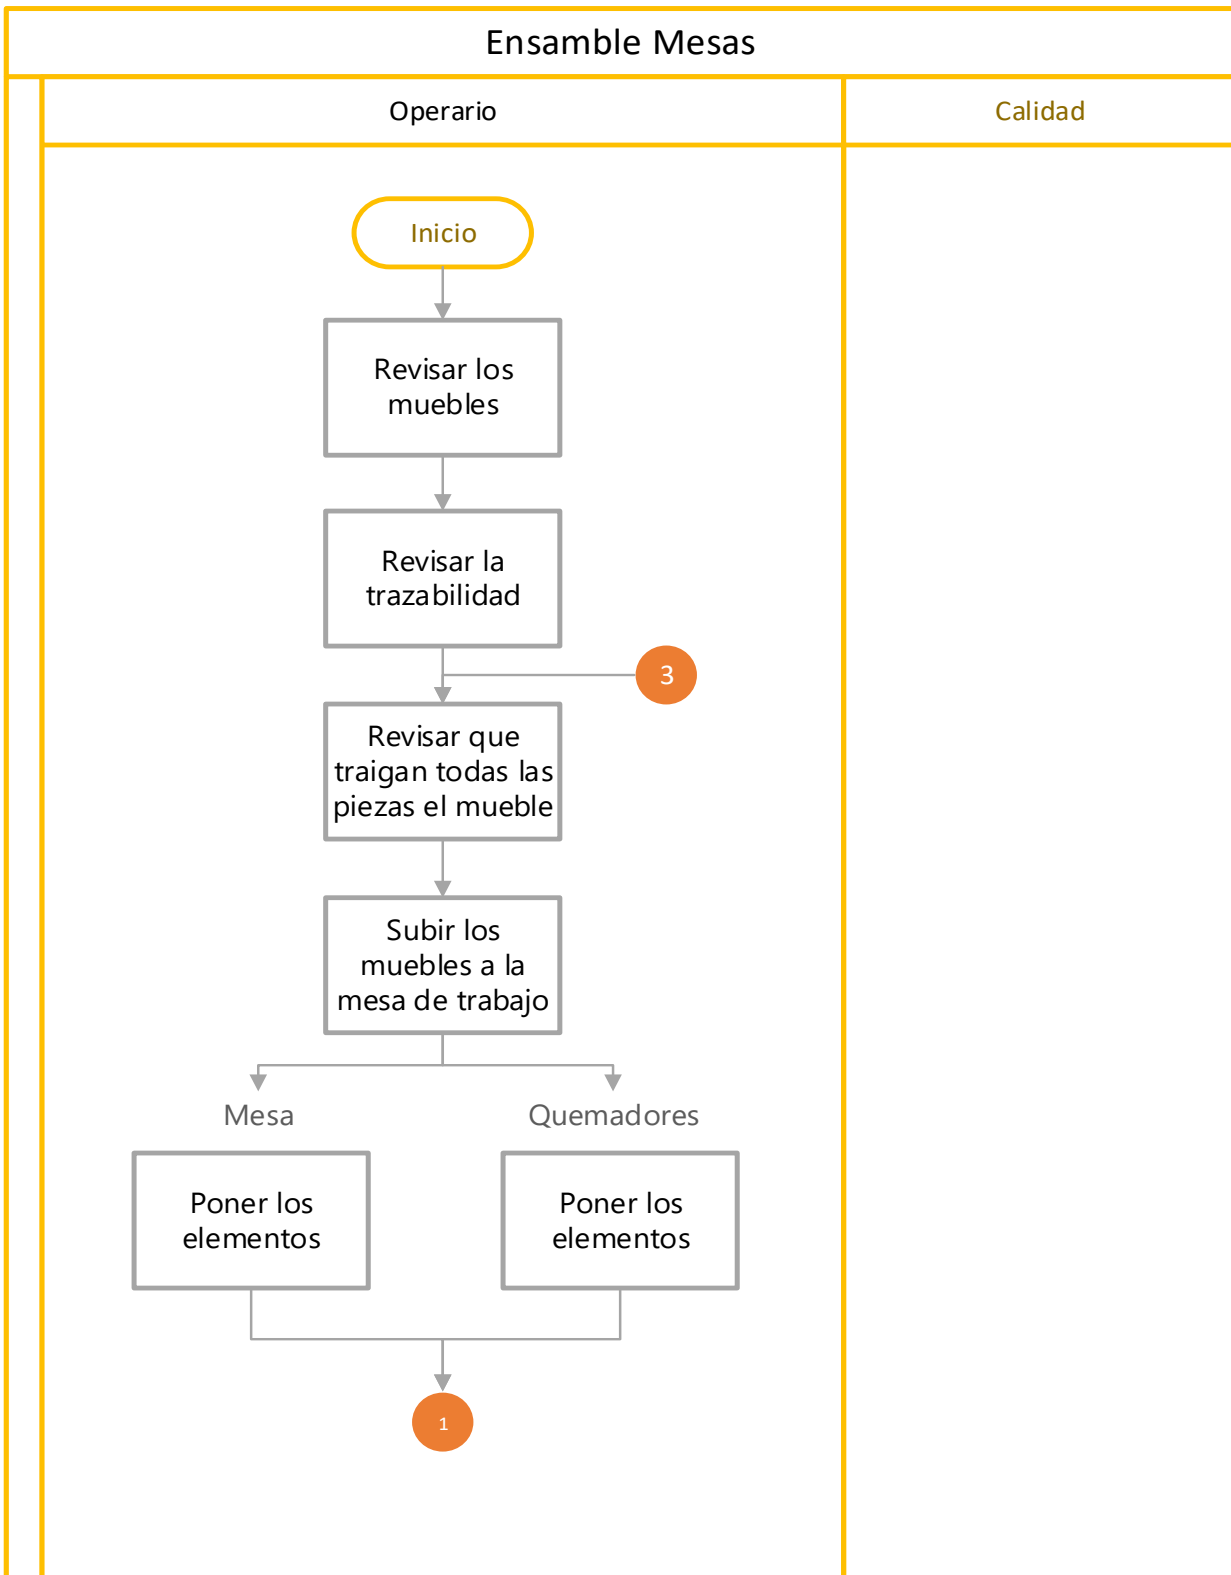 Ensamble Mesas
Operario
Calidad
Inicio
Revisar los
muebles
Revisar la
trazabilidad
3
Revisar que
traigan todas las
piezas el mueble
Subir los
muebles a la
mesa de trabajo
Mesa
Quemadores
Poner los
elementos
Poner los
elementos
1